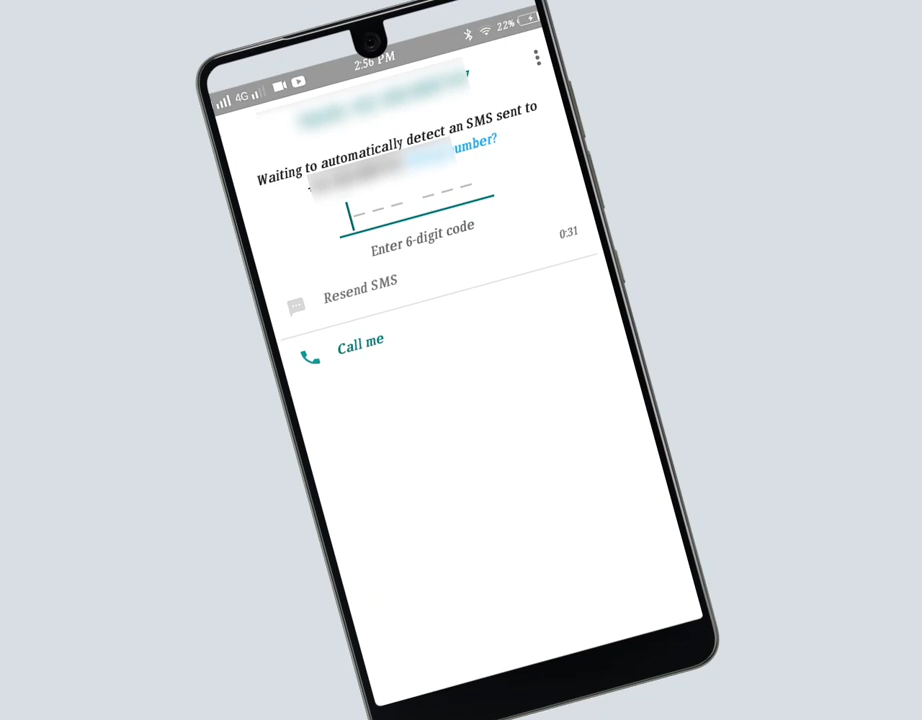 4G 2:56 PM 22%
Waiting to automatically detect an SMS sent to
number?
Enter 6-digit code
0:31
Resend SMS
Call me